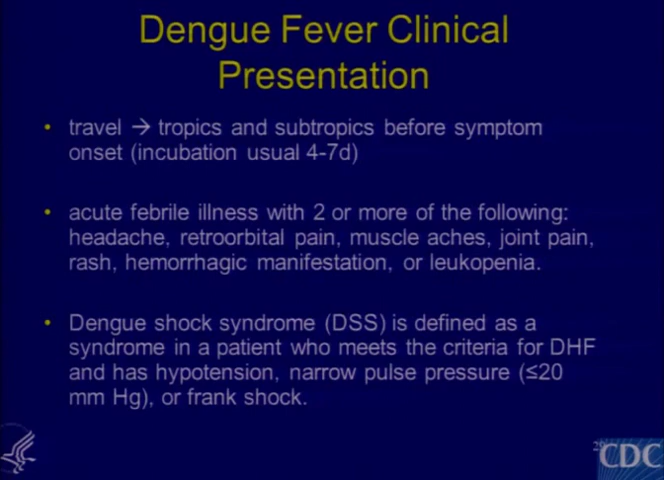 Dengue Fever Clinical
Presentation
• travel → tropics and subtropics before symptom
onset (incubation usual 4-7d)
• acute febrile illness with 2 or more of the following:
headache, retroorbital pain, muscle aches, joint pain,
rash, hemorrhagic manifestation, or leukopenia.
• Dengue shock syndrome (DSS) is defined as a
syndrome in a patient who meets the criteria for DHF
and has hypotension, narrow pulse pressure (≤20
mm Hg), or frank shock.
CDC